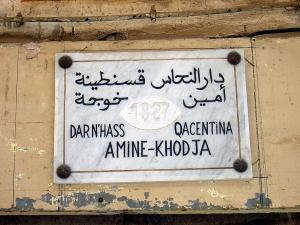 دار النحاس قسنطينة
أمين خوجة
1827
DAR N'HASS QACENTINA
AMINE-KHODJA